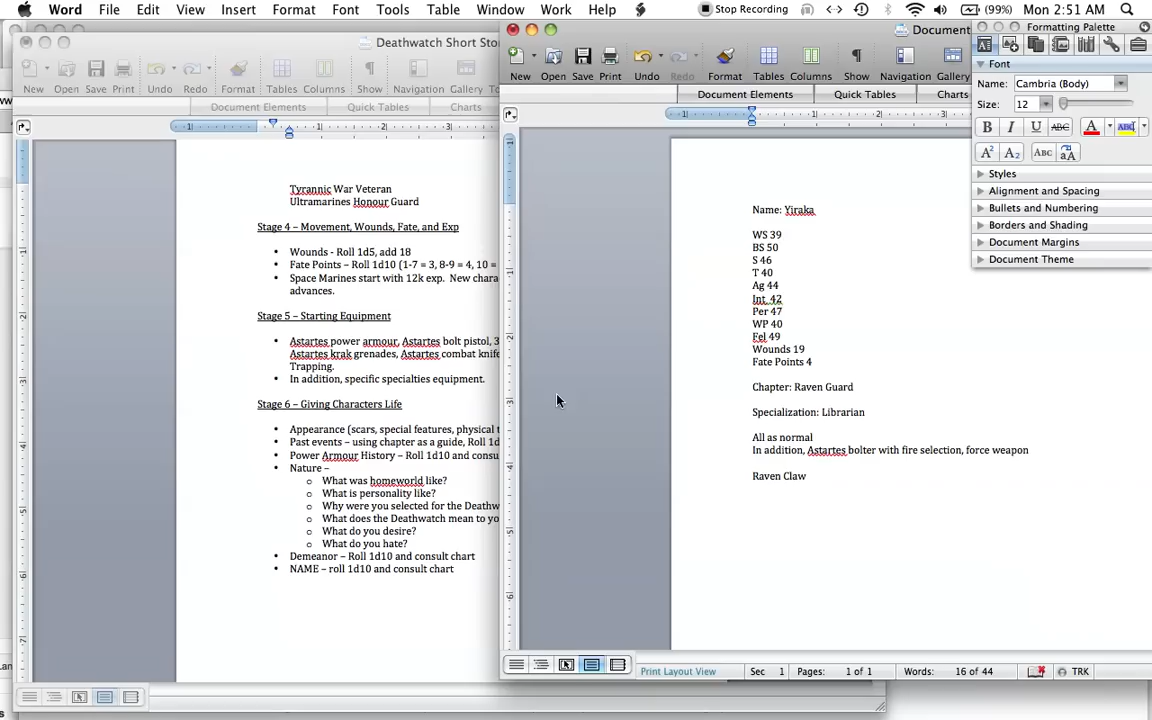 Word File Edit View Insert Format Font Tools Table Window Work Help Stop Recording (99%) Mon 2:51 AM
Deathwatch Short Sto
New Open Save Print Undo Redo Format Tables Columns Show Navigation Gallery
Document Elements Quick Tables Charts
Tyrannic War Veteran
Ultramarines Honour Guard
Stage 4 – Movement, Wounds, Fate, and Exp
• Wounds - Roll 1d5, add 18
• Fate Points – Roll 1d10 (1-7 = 3, 8-9 = 4, 10 =
• Space Marines start with 12k exp. New chara
advances.
Stage 5 – Starting Equipment
• Astartes power armour, Astartes bolt pistol, 3
Astartes krak grenades, Astartes combat knife
Trapping.
• In addition, specific specialties equipment.
Stage 6 – Giving Characters Life
• Appearance (scars, special features, physical t
• Past events – using chapter as a guide, Roll 1d
• Power Armour History – Roll 1d10 and consu
• Nature –
o What was homeworld like?
o What is personality like?
o Why were you selected for the Deathw
o What does the Deathwatch mean to yo
o What do you desire?
o What do you hate?
• Demeanor – Roll 1d10 and consult chart
• NAME – roll 1d10 and consult chart
Document
New Open Save Print Undo Redo Format Tables Columns Show Navigation Gallery
Document Elements Quick Tables Charts
Name: Yiraka
WS 39
BS 50
S 46
T 40
Ag 44
Int 42
Per 47
WP 40
Fel 49
Wounds 19
Fate Points 4
Chapter: Raven Guard
Specialization: Librarian
All as normal
In addition, Astartes bolter with fire selection, force weapon
Raven Claw
Print Layout View Sec 1 Pages: 1 of 1 Words: 16 of 44 TRK
Formatting Palette
Font
Name: Cambria (Body)
Size: 12
B I U ABC A ABC
A² A₂ Abc aA
Styles
Alignment and Spacing
Bullets and Numbering
Borders and Shading
Document Margins
Document Theme